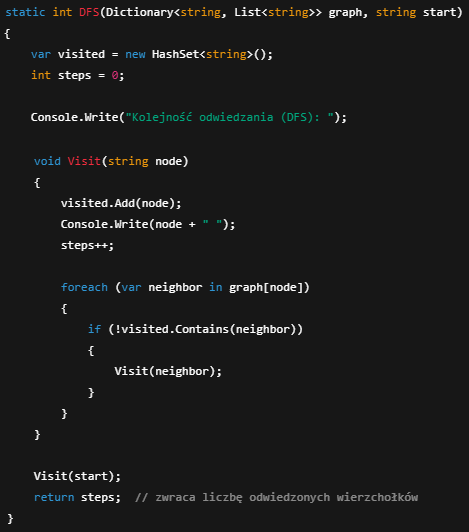 static int DFS(Dictionary<string, List<string>> graph, string start)
{
    var visited = new HashSet<string>();
    int steps = 0;

    Console.Write("Kolejność odwiedzania (DFS): ");

    void Visit(string node)
    {
        visited.Add(node);
        Console.Write(node + " ");
        steps++;

        foreach (var neighbor in graph[node])
        {
            if (!visited.Contains(neighbor))
            {
                Visit(neighbor);
            }
        }
    }

    Visit(start);
    return steps;  // zwraca liczbę odwiedzonych wierzchołków
}